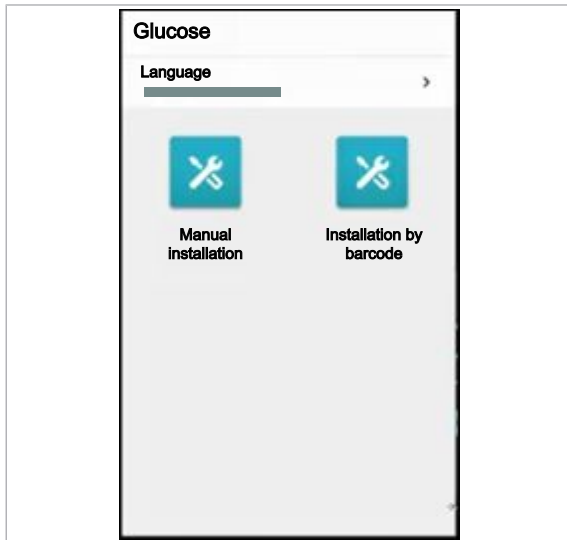 Glucose
Language
Manual
installation
Installation by
barcode